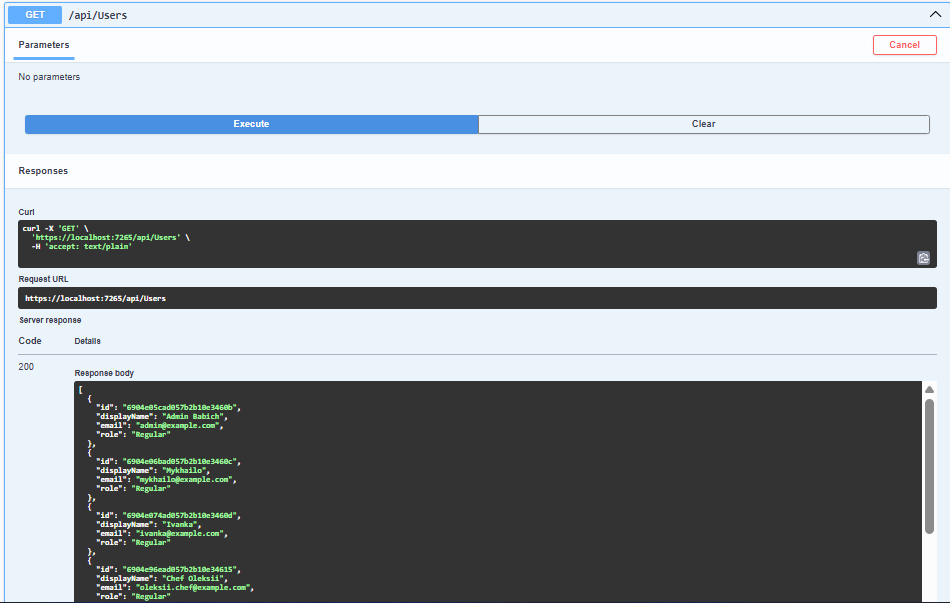 GET /api/Users
Parameters
Cancel
No parameters
Execute
Clear
Responses
Curl
curl -X 'GET' \
  'https://localhost:7265/api/Users' \
  -H 'accept: text/plain'
Request URL
https://localhost:7265/api/Users
Server response
Code Details
200
Response body
[
  {
    "id": "6904e05cad057b2b10e3460b",
    "displayName": "Admin Babich",
    "email": "admin@example.com",
    "role": "Regular"
  },
  {
    "id": "6904e06bad057b2b10e3460c",
    "displayName": "Mykhailo",
    "email": "mykhailo@example.com",
    "role": "Regular"
  },
  {
    "id": "6904e074ad057b2b10e3460d",
    "displayName": "Ivanka",
    "email": "ivanka@example.com",
    "role": "Regular"
  },
  {
    "id": "6904e96ead057b2b10e34615",
    "displayName": "Chef Oleksii",
    "email": "oleksii.chef@example.com",
    "role": "Regular"